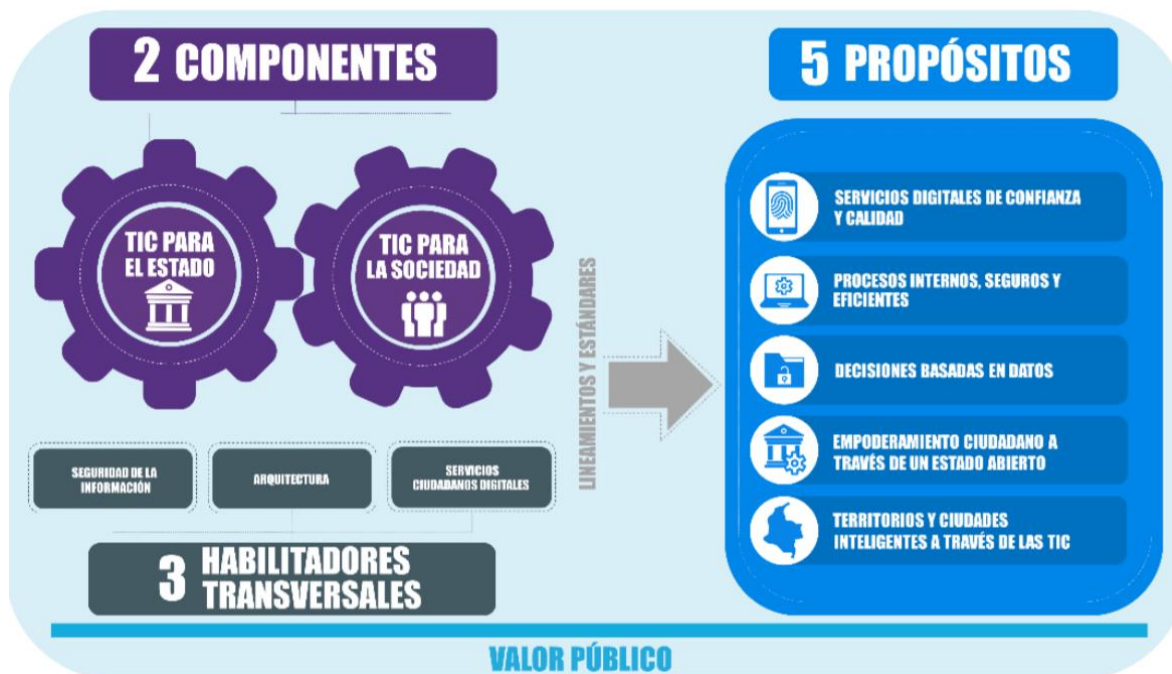 2 COMPONENTES
TIC PARA
EL ESTADO
TIC PARA
LA SOCIEDAD
SEGURIDAD DE LA
INFORMACIÓN
ARQUITECTURA
SERVICIOS
CIUDADANOS DIGITALES
3 HABILITADORES
TRANSVERSALES
LINEAMIENTOS Y ESTÁNDARES
5 PROPÓSITOS
SERVICIOS DIGITALES DE CONFIANZA
Y CALIDAD
PROCESOS INTERNOS, SEGUROS Y
EFICIENTES
DECISIONES BASADAS EN DATOS
EMPODERAMIENTO CIUDADANO A
TRAVÉS DE UN ESTADO ABIERTO
TERRITORIOS Y CIUDADES
INTELIGENTES A TRAVÉS DE LAS TIC
VALOR PÚBLICO